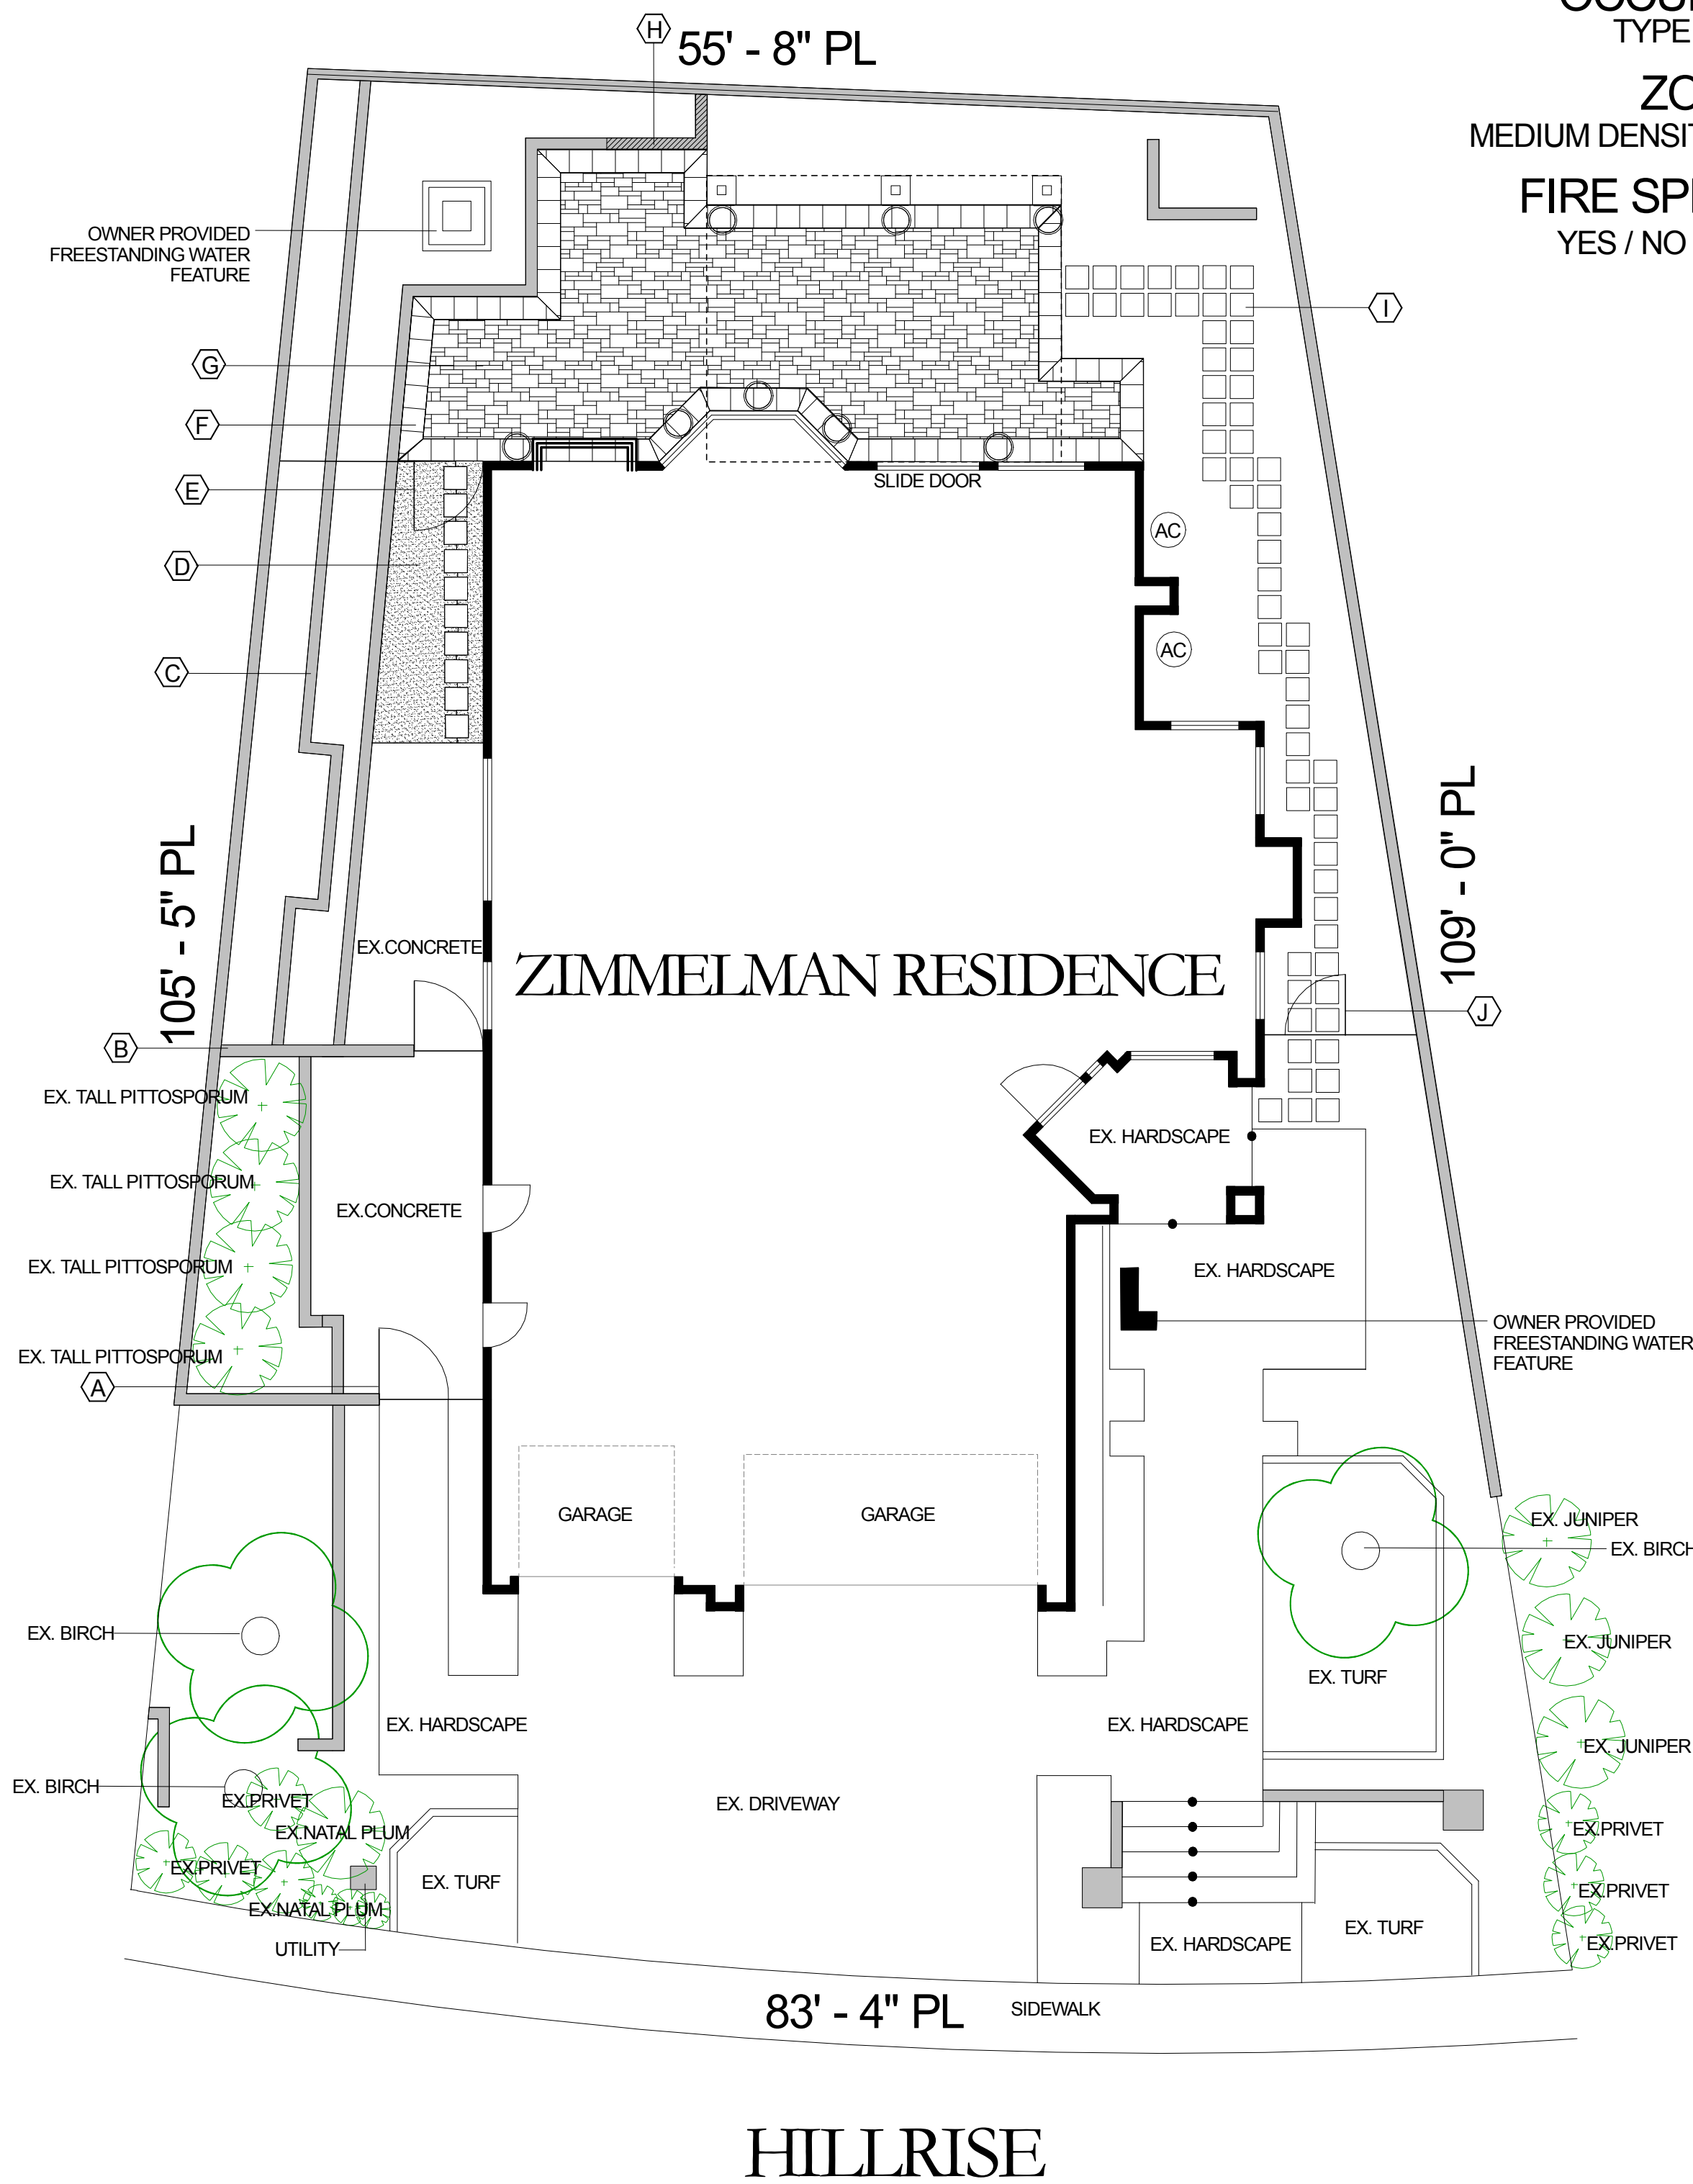 TYPE
H
55' - 8" PL
MEDIUM DENSIT
YES / NO
OWNER PROVIDED
FREESTANDING WATER
FEATURE
I
G
F
E
SLIDE DOOR
AC
D
AC
C
105' - 5" PL
109' - 0" PL
EX.CONCRETE
ZIMMELMAN RESIDENCE
J
B
EX. TALL PITTOSPORUM
EX. HARDSCAPE
EX. TALL PITTOSPORUM
EX.CONCRETE
EX. TALL PITTOSPORUM
EX. HARDSCAPE
OWNER PROVIDED
FREESTANDING WATER
FEATURE
EX. TALL PITTOSPORUM
A
GARAGE
GARAGE
EX. JUNIPER
EX. BIRCH
EX. BIRCH
EX. JUNIPER
EX. TURF
EX. HARDSCAPE
EX. HARDSCAPE
EX. JUNIPER
EX. BIRCH
EX.PRIVET
EX. DRIVEWAY
EX.NATAL PLUM
EX.PRIVET
EX.PRIVET
EX. TURF
EX.PRIVET
EX.NATAL PLUM
EX. TURF
UTILITY
EX. HARDSCAPE
EX.PRIVET
83' - 4" PL
SIDEWALK
HILLRISE